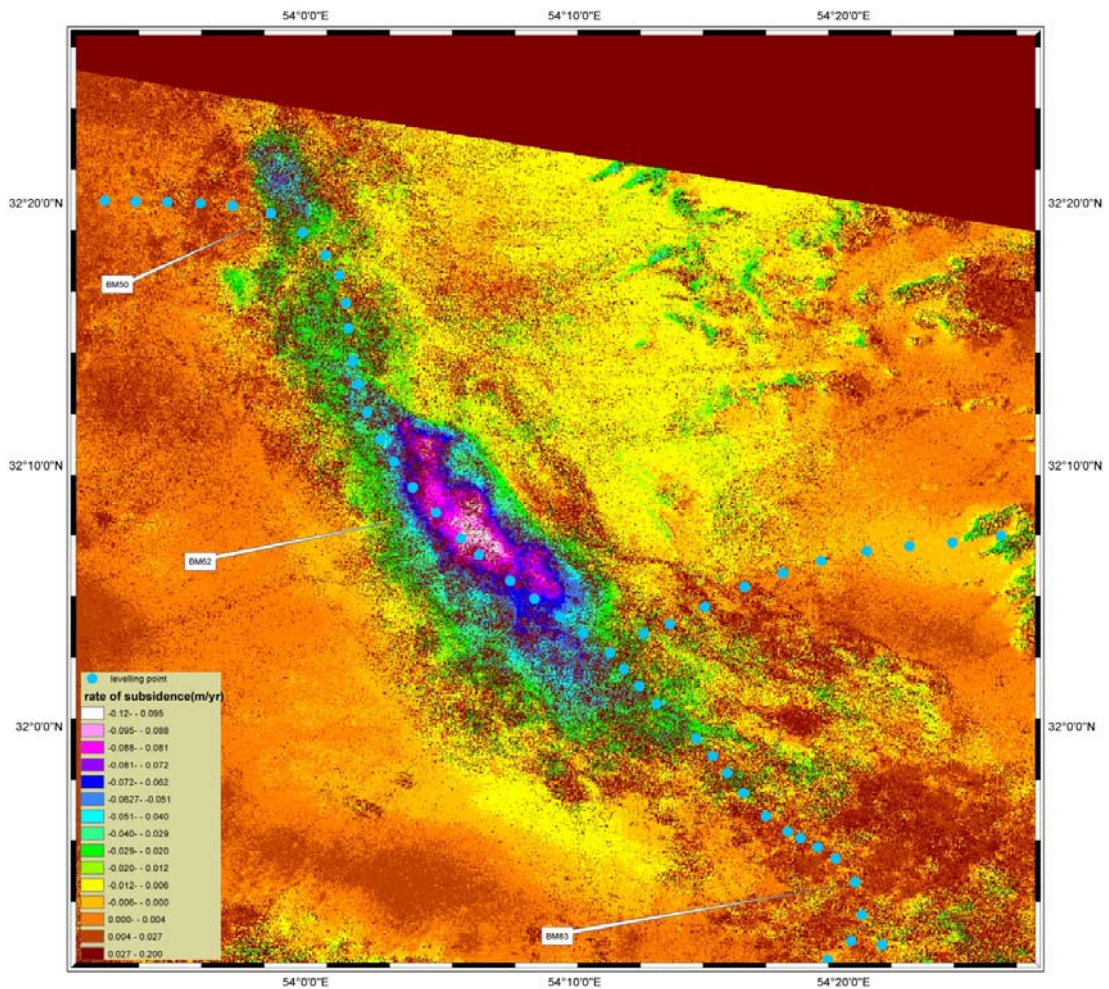 54°0'0"E 54°10'0"E 54°20'0"E
32°20'0"N 32°20'0"N
BM50
32°10'0"N 32°10'0"N
BM62
levelling point
rate of subsidence(m/yr)
-0.12- - 0.095
-0.095 - -0.088
-0.088 - -0.081
-0.081- - 0.072
-0.072 - -0.062
-0.0627- -0.051
-0.051 - -0.040
-0.040 - -0.029
-0.029 - -0.020
-0.020 - -0.012
-0.012 - -0.006
-0.006 - -0.000
0.000- -0.004
0.004 - 0.027
0.027 - 0.200
32°0'0"N 32°0'0"N
BM83
54°0'0"E 54°10'0"E 54°20'0"E